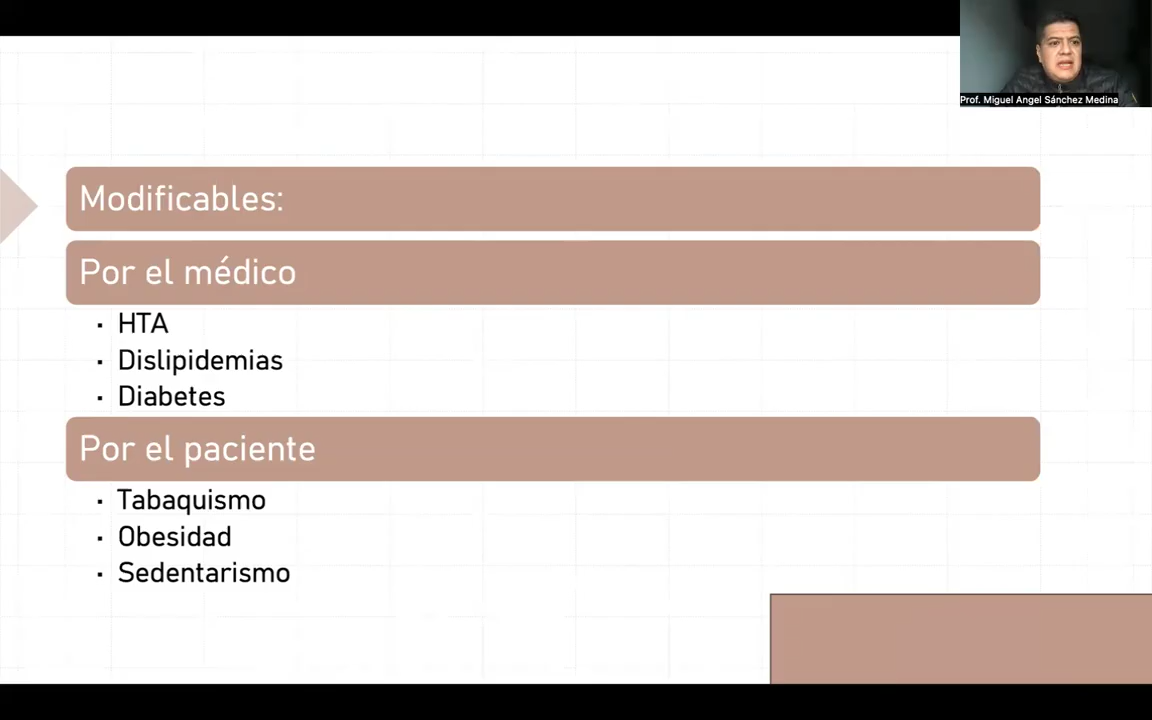 Prof. Miguel Angel Sánchez Medina
Modificables:
Por el médico
▪ HTA
▪ Dislipidemias
▪ Diabetes
Por el paciente
▪ Tabaquismo
▪ Obesidad
▪ Sedentarismo